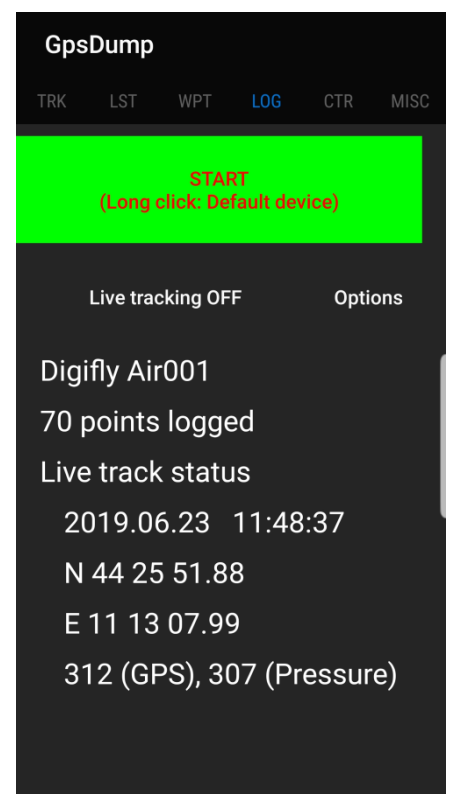 GpsDump
TRK LST WPT LOG CTR MISC
START
(Long click: Default device)
Live tracking OFF Options
Digifly Air001
70 points logged
Live track status
2019.06.23 11:48:37
N 44 25 51.88
E 11 13 07.99
312 (GPS), 307 (Pressure)